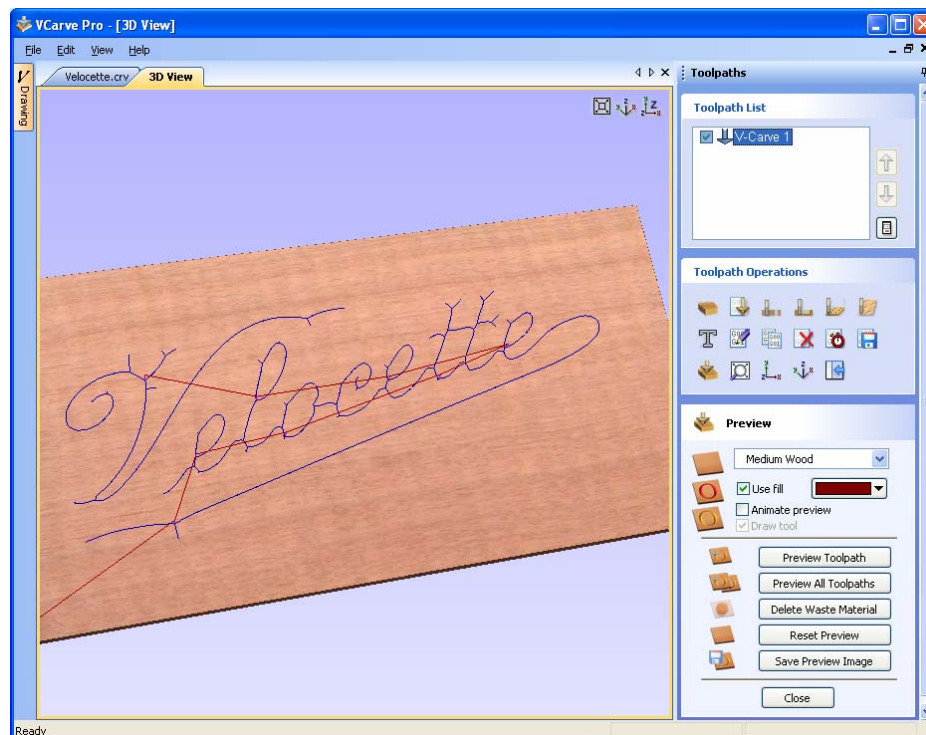 VCarve Pro - [3D View]
File Edit View Help
Velocette.crv 3D View
Drawing
Toolpaths
Toolpath List
V-Carve 1
Toolpath Operations
Preview
Medium Wood
Use fill
Animate preview
Draw tool
Preview Toolpath
Preview All Toolpaths
Delete Waste Material
Reset Preview
Save Preview Image
Close
Velocette
Ready